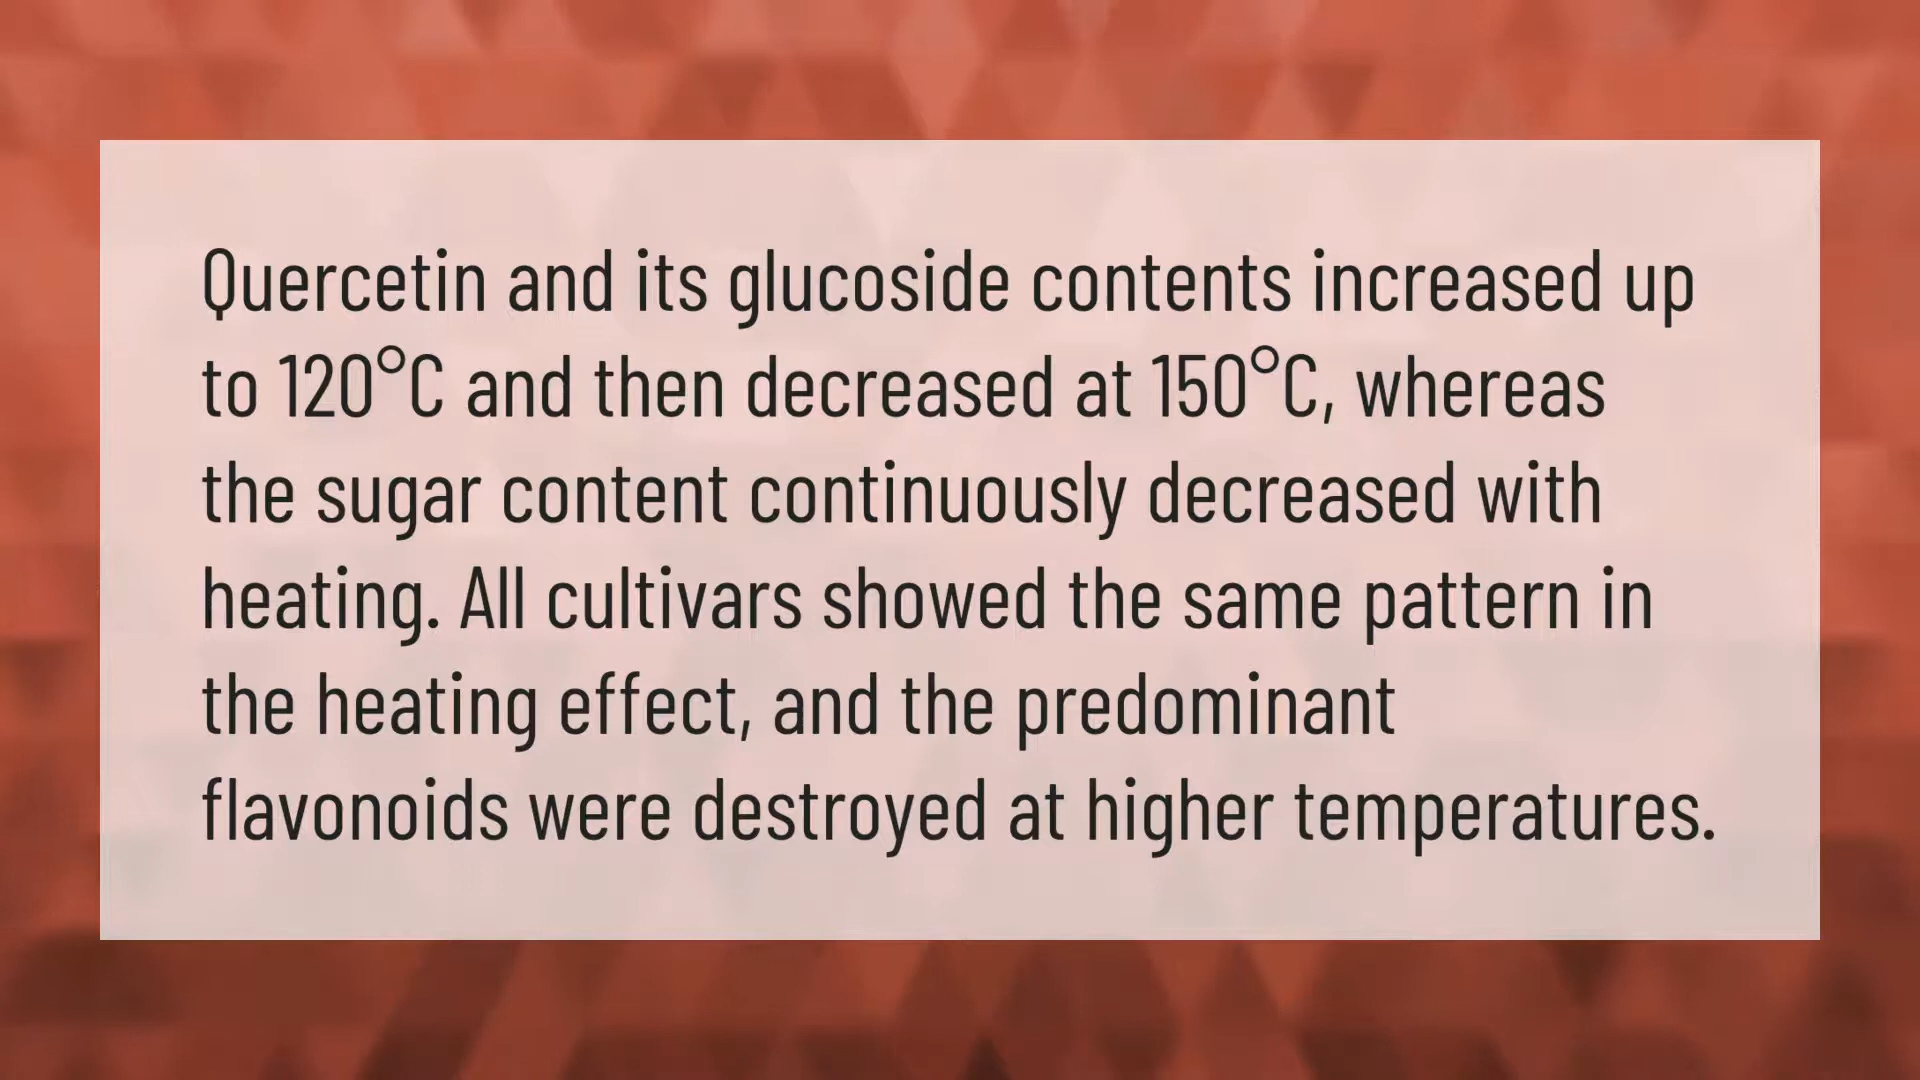 Quercetin and its glucoside contents increased up
to 120°C and then decreased at 150°C, whereas
the sugar content continuously decreased with
heating. All cultivars showed the same pattern in
the heating effect, and the predominant
flavonoids were destroyed at higher temperatures.